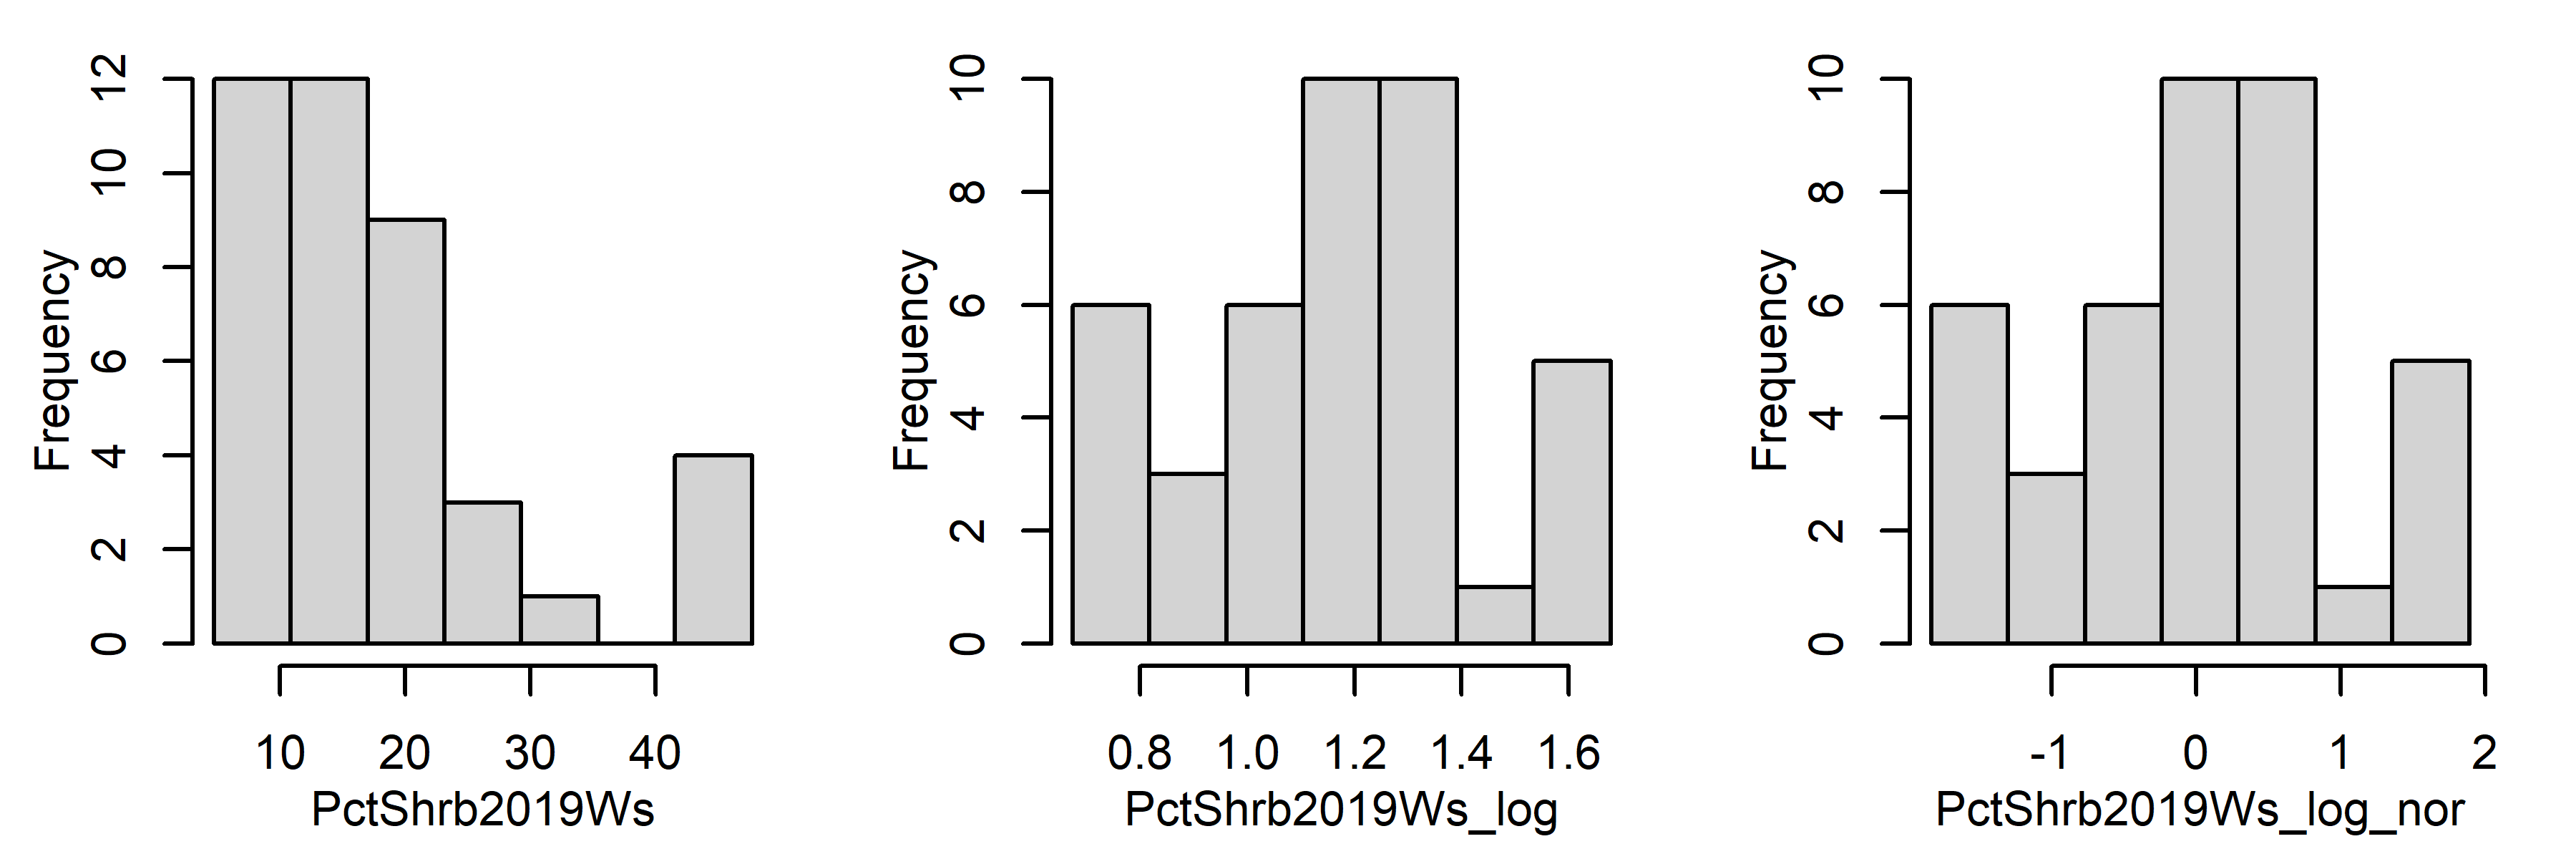 Frequency
0 2 4 6 8 10 12
10 20 30 40
PctShrb2019Ws
Frequency
0 2 4 6 8 10
0.8 1.0 1.2 1.4 1.6
PctShrb2019Ws_log
Frequency
0 2 4 6 8 10
-1 0 1 2
PctShrb2019Ws_log_nor